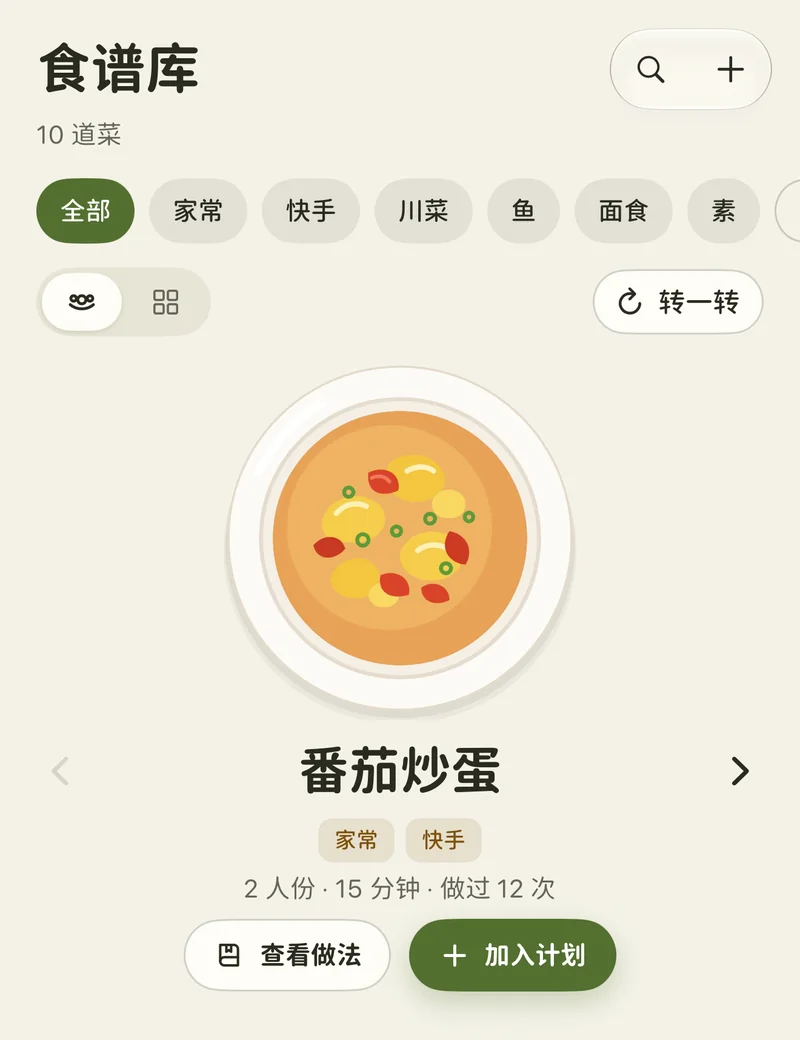 食谱库
10 道菜
全部 家常 快手 川菜 鱼 面食 素
转一转
番茄炒蛋
家常 快手
2 人份 · 15 分钟 · 做过 12 次
查看做法 加入计划